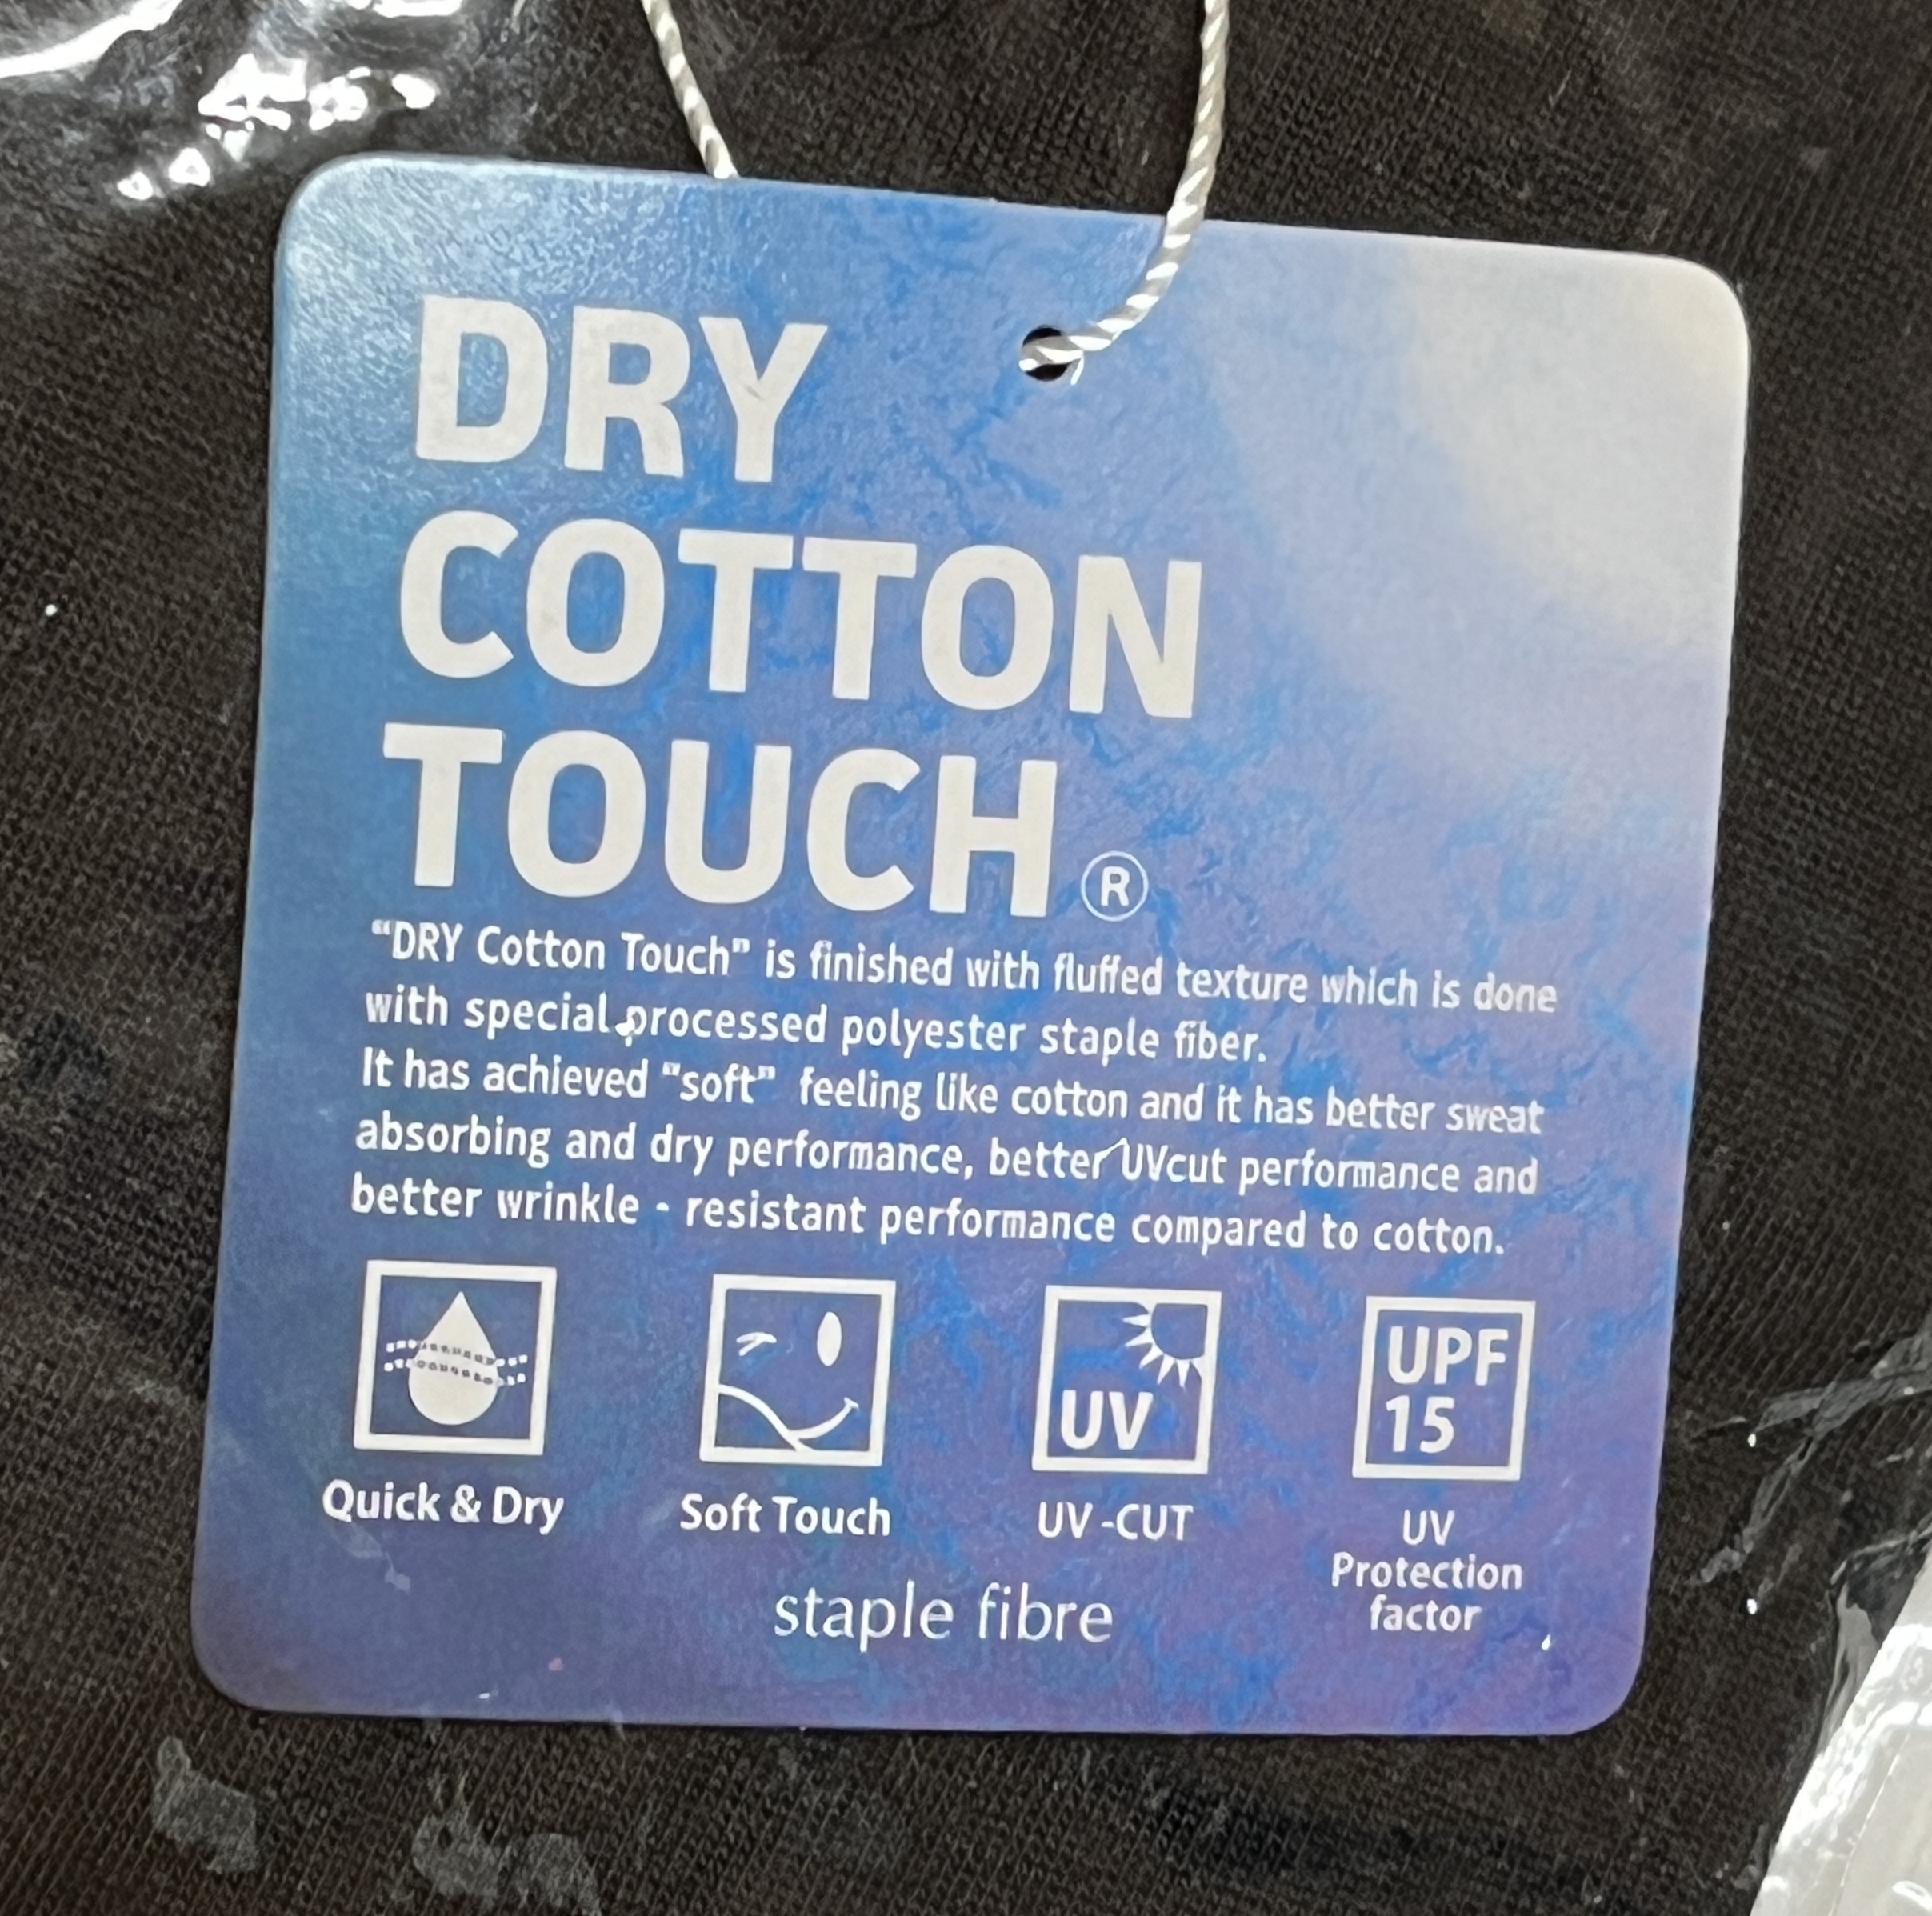 DRY
COTTON
TOUCH®
“DRY Cotton Touch” is finished with fluffed texture which is done
with special processed polyester staple fiber.
It has achieved "soft" feeling like cotton and it has better sweat
absorbing and dry performance, better UVcut performance and
better wrinkle - resistant performance compared to cotton.
UV
UPF
15
Quick & Dry
Soft Touch
UV -CUT
UV
Protection
factor
staple fibre